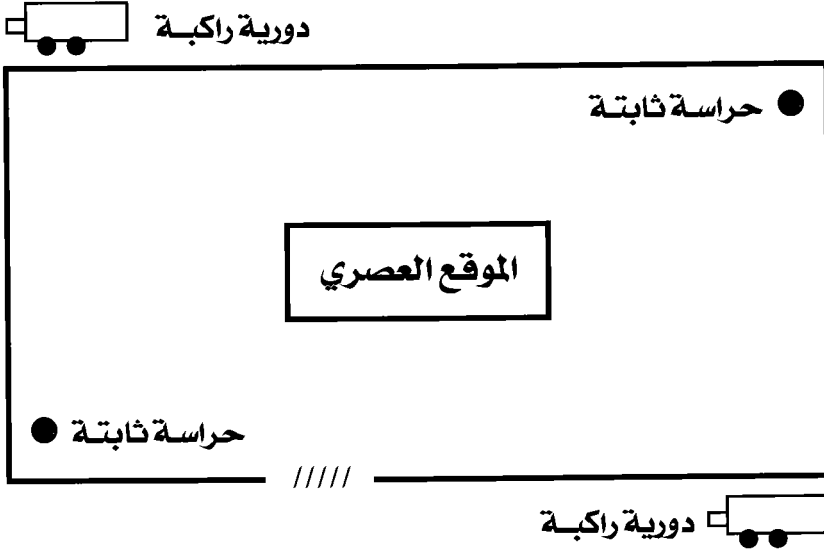 دورية راكبة
حراسة ثابتة
الموقع العصري
حراسة ثابتة
/////
دورية راكبة